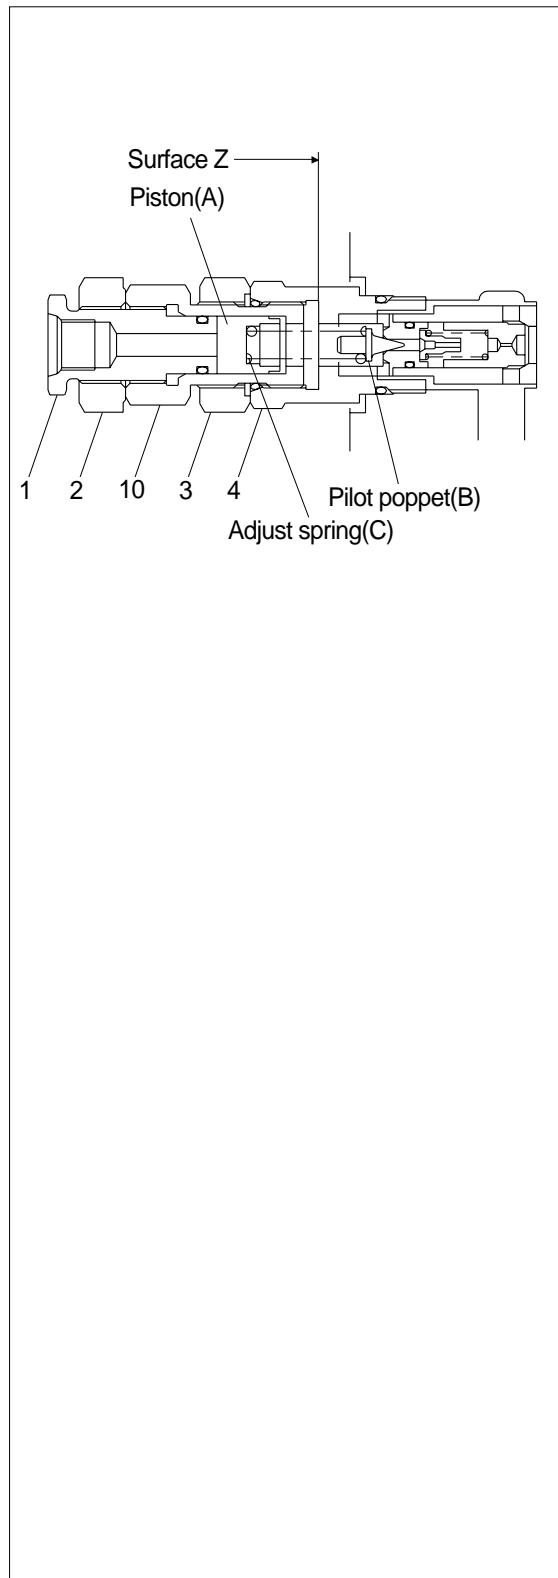 Surface Z
Piston(A)
1 2 10 3 4
Pilot poppet(B)
Adjust spring(C)